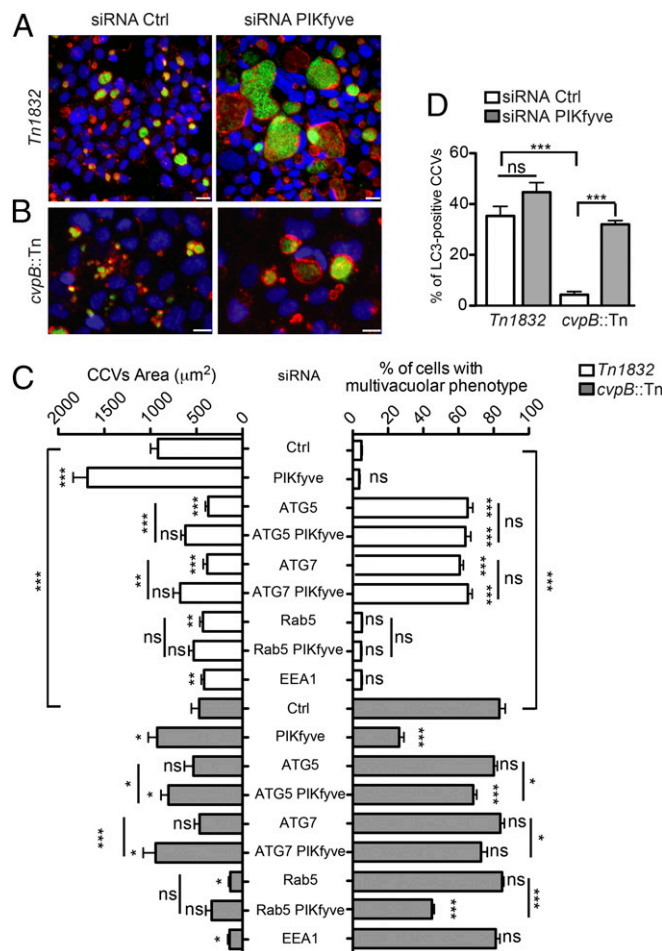 A
siRNA Ctrl
siRNA PIKfyve
Tn1832
B
cvpB::Tn
D
siRNA Ctrl
siRNA PIKfyve
% of LC3-positive CCVs
60
40
20
0
***
ns
***
Tn1832
cvpB::Tn
C
CCVs Area (μm²)
siRNA
% of cells with
multivacuolar phenotype
Tn1832
cvpB::Tn
2000
1500
1000
500
0
0
20
40
60
80
100
Ctrl
*** PIKfyve ns
*** ATG5 ***
*** ns
ns ATG5 PIKfyve ***
*** ATG7 ***
** ns
ns ATG7 PIKfyve ***
*** ***
** Rab5 ns
ns ns
ns Rab5 PIKfyve ns
** EEA1 ns
Ctrl
* PIKfyve ***
ns ATG5 ns
* *
* ATG5 PIKfyve ***
ns ATG7 ns
*** *
* ATG7 PIKfyve ns
* Rab5 ns
ns ***
ns Rab5 PIKfyve ***
* EEA1 ns